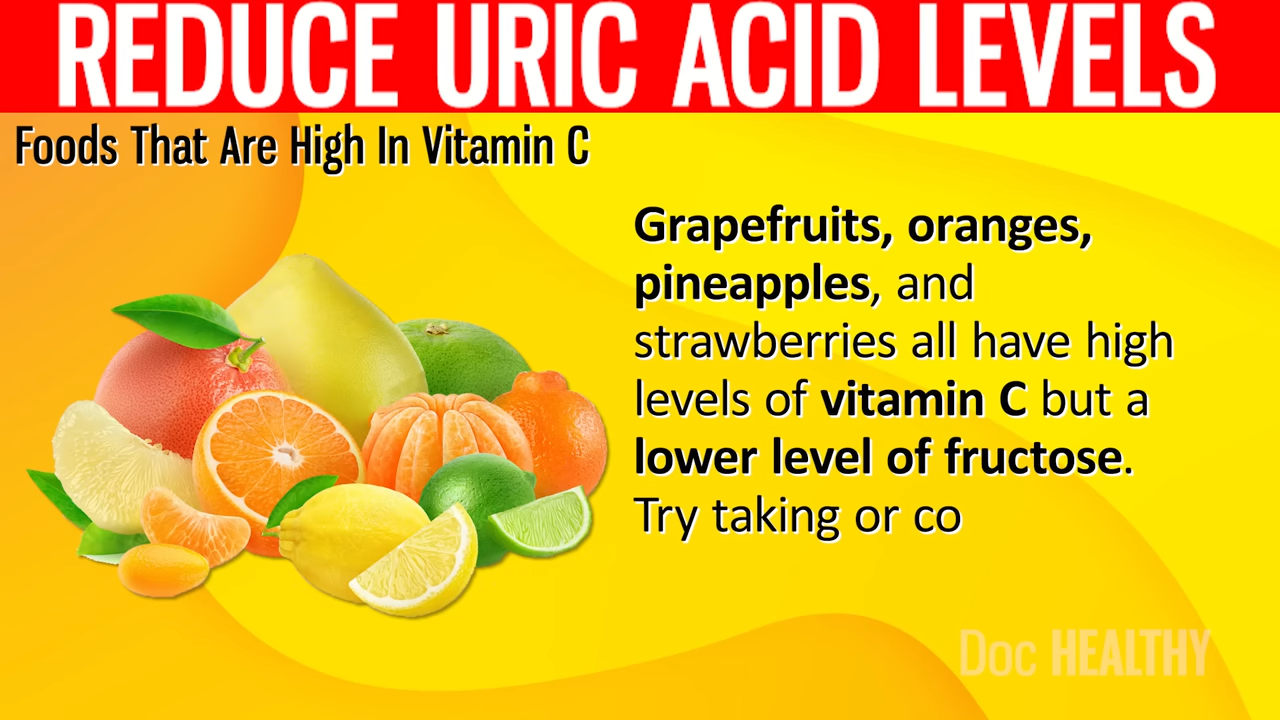 REDUCE URIC ACID LEVELS
Foods That Are High In Vitamin C
Grapefruits, oranges,
pineapples, and
strawberries all have high
levels of vitamin C but a
lower level of fructose.
Try taking or co
Doc HEALTHY